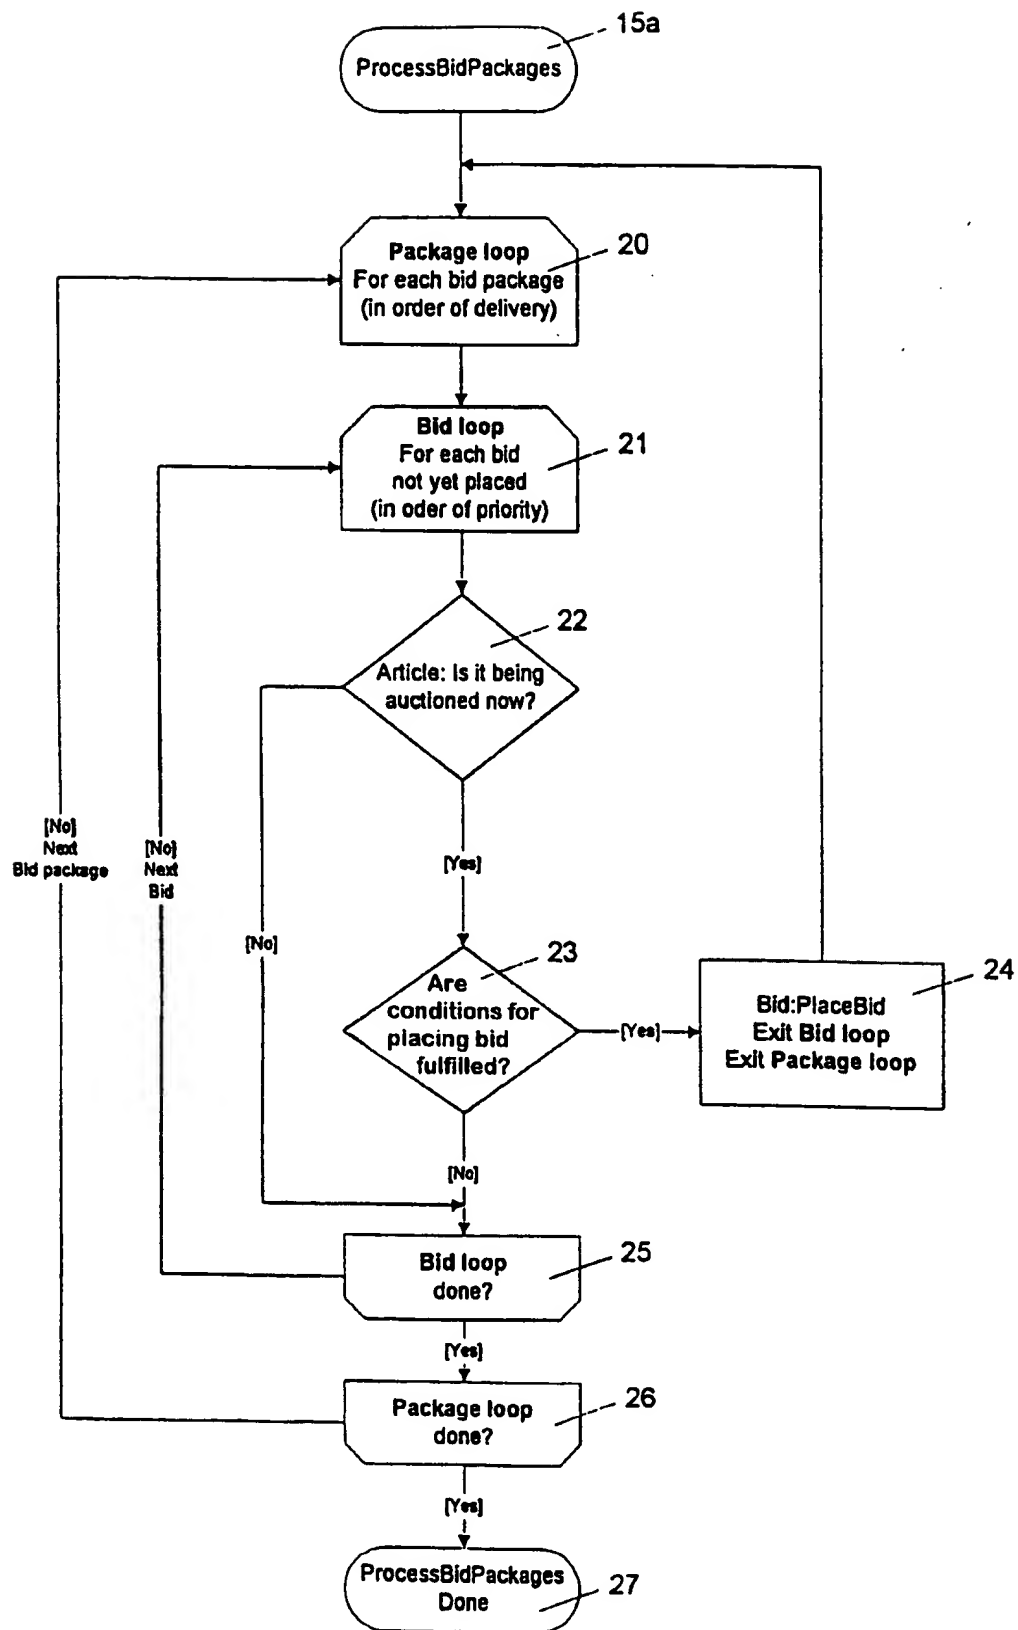 15a
ProcessBidPackages
Package loop
For each bid package
(in order of delivery)
20
Bid loop
For each bid
not yet placed
(in oder of priority)
21
22
Article: Is it being
auctioned now?
[No]
Next
Bid package
[No]
Next
Bid
[Yes]
[No]
23
Are
conditions for
placing bid
fulfilled?
[Yes]
24
Bid:PlaceBid
Exit Bid loop
Exit Package loop
[No]
Bid loop
done?
25
[Yes]
Package loop
done?
26
[Yes]
ProcessBidPackages
Done
27